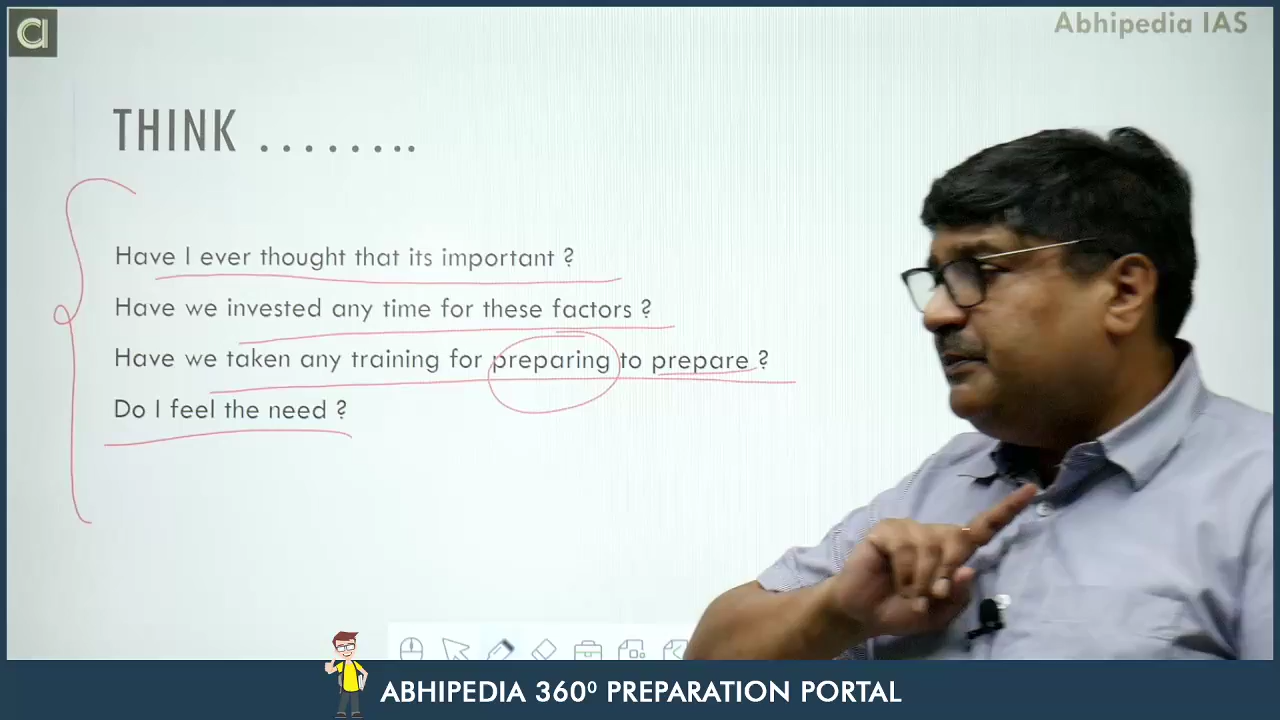 Abhipedia IAS
THINK ........
Have I ever thought that its important ?
Have we invested any time for these factors ?
Have we taken any training for preparing to prepare ?
Do I feel the need ?
ABHIPEDIA 360⁰ PREPARATION PORTAL